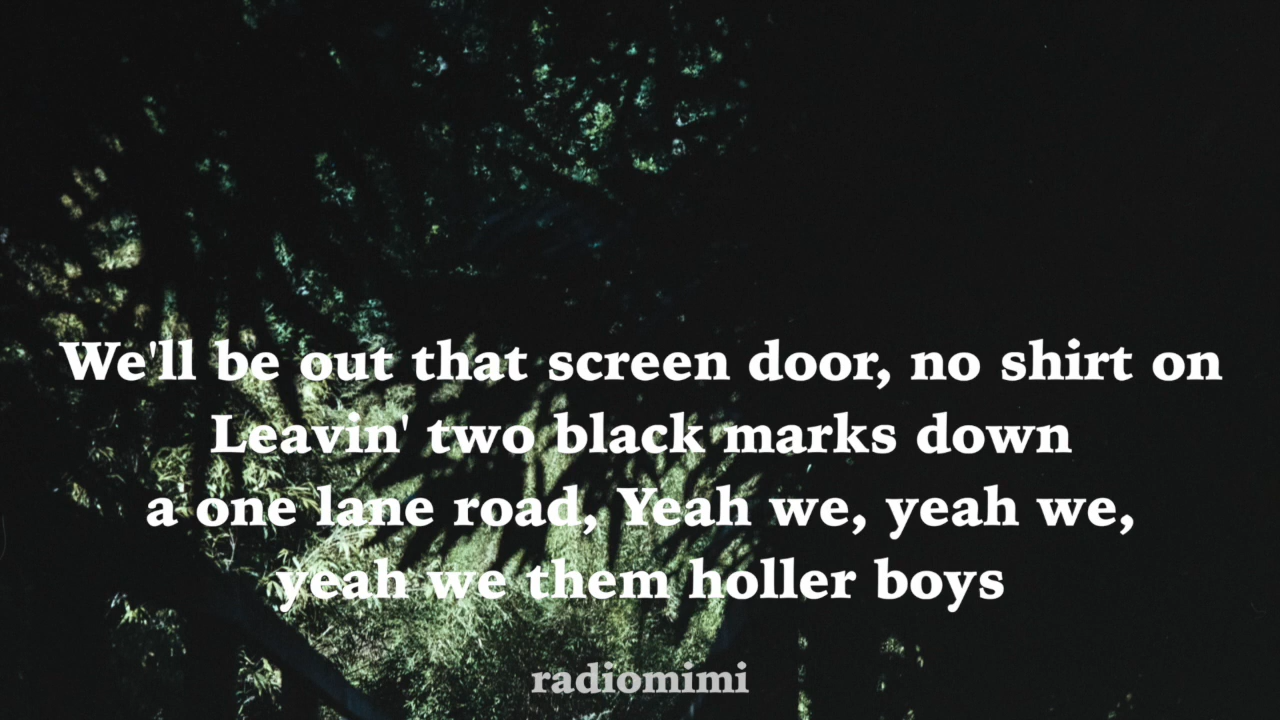 We'll be out that screen door, no shirt on
Leavin' two black marks down
a one lane road, Yeah we, yeah we,
yeah we them holler boys
radiomimi